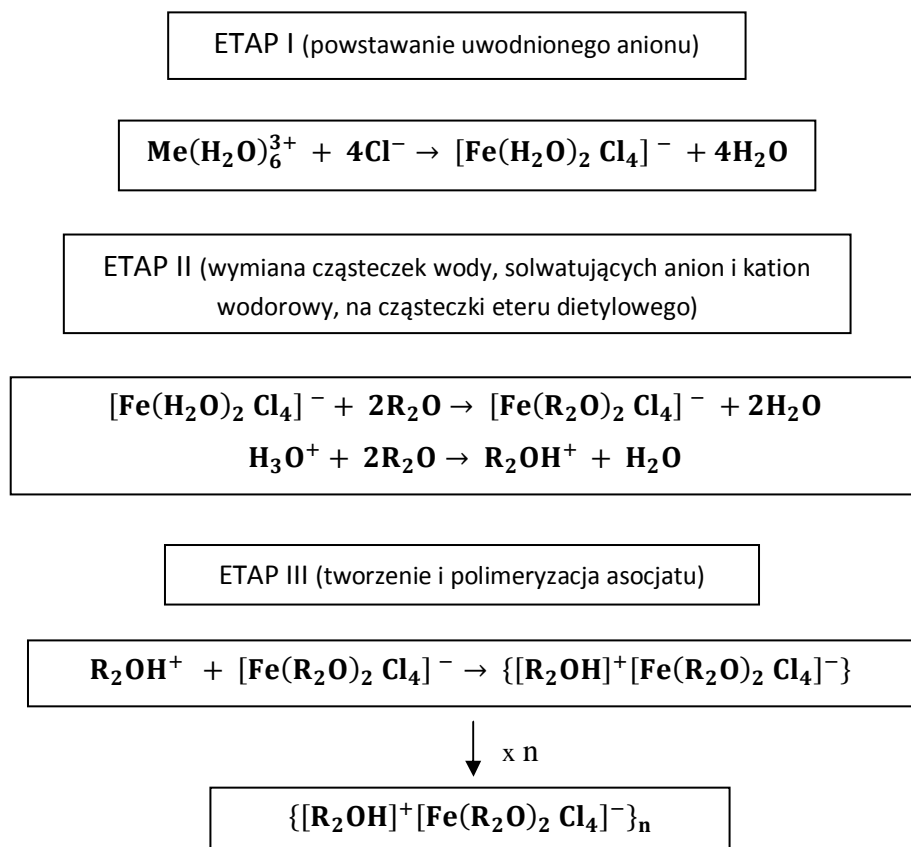 ETAP I (powstawanie uwodnionego anionu)
Me(H₂O)₆³⁺ + 4Cl⁻ → [Fe(H₂O)₂ Cl₄] ⁻ + 4H₂O
ETAP II (wymiana cząsteczek wody, solwatujących anion i kation
wodorowy, na cząsteczki eteru dietylowego)
[Fe(H₂O)₂ Cl₄] ⁻ + 2R₂O → [Fe(R₂O)₂ Cl₄] ⁻ + 2H₂O
H₃O⁺ + 2R₂O → R₂OH⁺ + H₂O
ETAP III (tworzenie i polimeryzacja asocjatu)
R₂OH⁺ + [Fe(R₂O)₂ Cl₄] ⁻ → {[R₂OH]⁺[Fe(R₂O)₂ Cl₄]⁻}
x n
{[R₂OH]⁺[Fe(R₂O)₂ Cl₄]⁻}ₙ